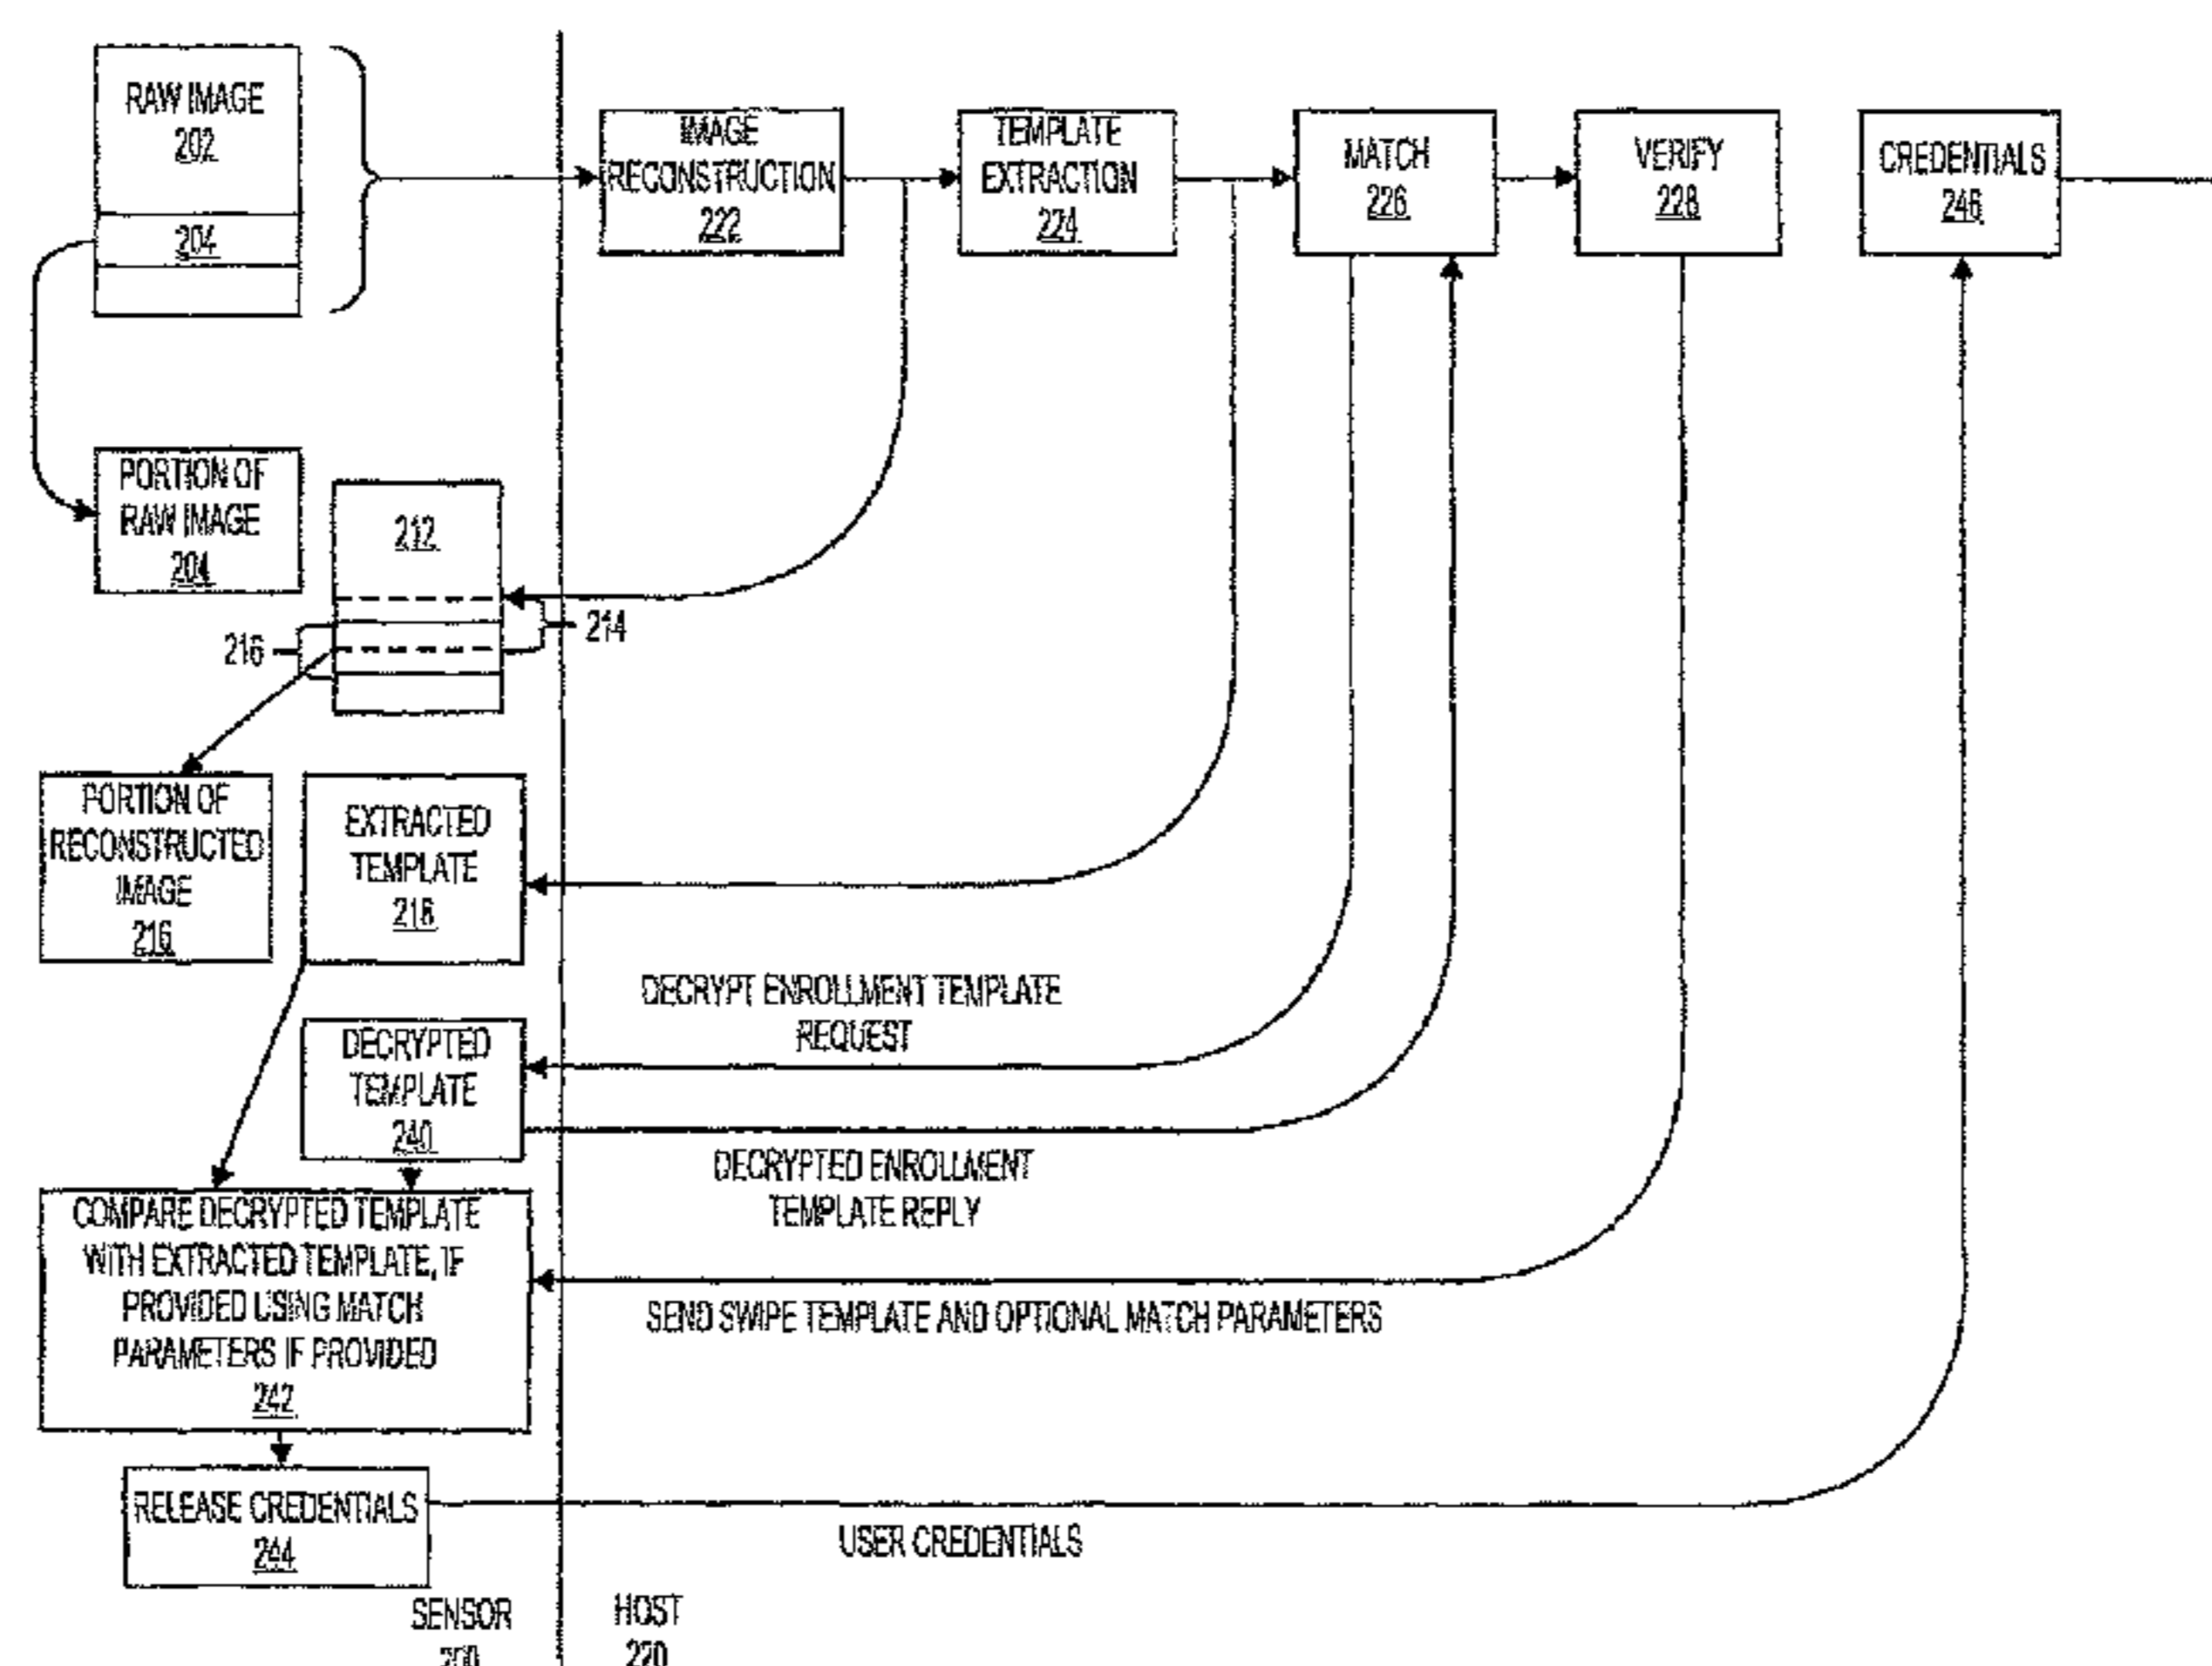 RAW IMAGE
202
204
IMAGE
RECONSTRUCTION
222
TEMPLATE
EXTRACTION
224
MATCH
226
VERIFY
228
CREDENTIALS
246
PORTION OF
RAW IMAGE
204
212
214
216
PORTION OF
RECONSTRUCTED
IMAGE
216
EXTRACTED
TEMPLATE
218
DECRYPT ENROLLMENT TEMPLATE
REQUEST
DECRYPTED
TEMPLATE
240
DECRYPTED ENROLLMENT
TEMPLATE REPLY
COMPARE DECRYPTED TEMPLATE
WITH EXTRACTED TEMPLATE, IF
PROVIDED USING MATCH
PARAMETERS IF PROVIDED
242
SEND SWIPE TEMPLATE AND OPTIONAL MATCH PARAMETERS
RELEASE CREDENTIALS
244
USER CREDENTIALS
SENSOR
200
HOST
220